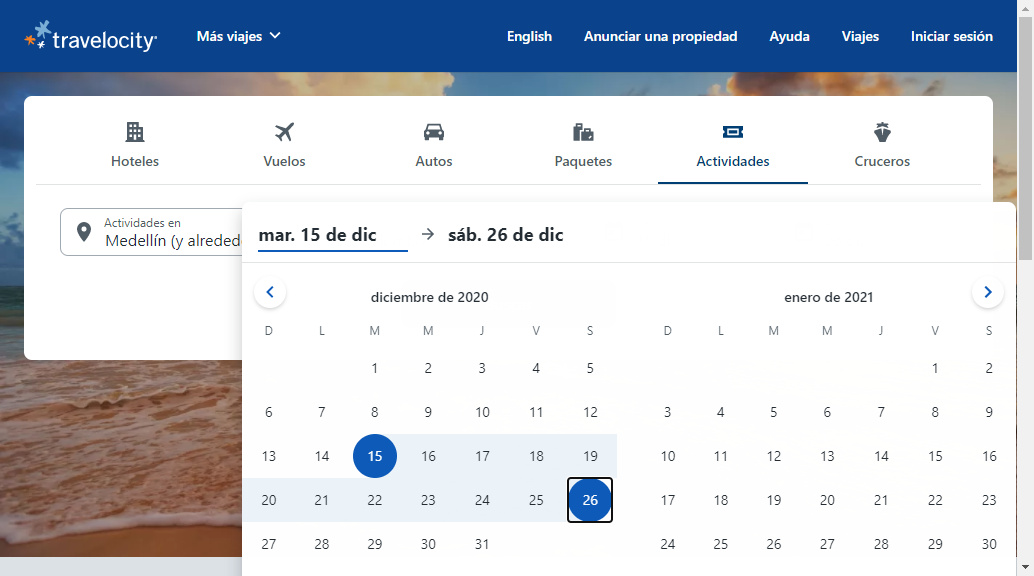 travelocity
Más viajes
English
Anunciar una propiedad
Ayuda
Viajes
Iniciar sesión
Hoteles
Vuelos
Autos
Paquetes
Actividades
Cruceros
Actividades en
Medellín (y alreded
mar. 15 de dic
sáb. 26 de dic
diciembre de 2020
D L M M J V S
1 2 3 4 5
6 7 8 9 10 11 12
13 14 15 16 17 18 19
20 21 22 23 24 25 26
27 28 29 30 31
enero de 2021
D L M M J V S
1 2
3 4 5 6 7 8 9
10 11 12 13 14 15 16
17 18 19 20 21 22 23
24 25 26 27 28 29 30